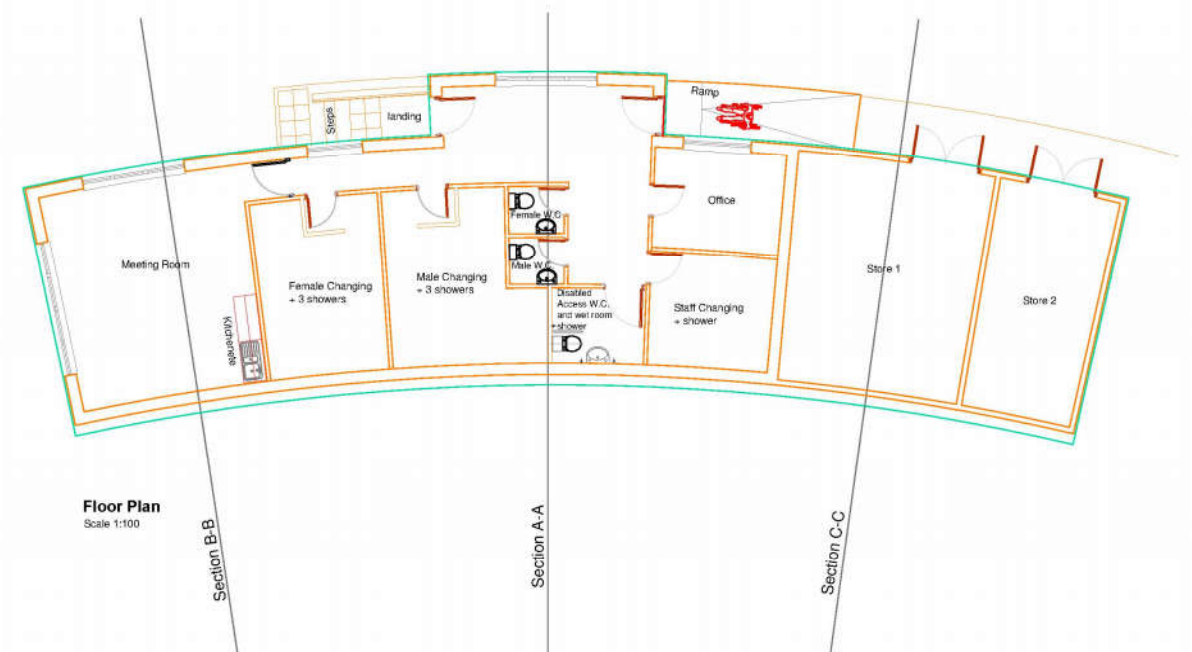 Ramp
Steps
landing
Office
Female W.C
Male W.C
Meeting Room
Female Changing
+ 3 showers
Male Changing
+ 3 showers
Disabled
Access W.C.
and wet room
+shower
Staff Changing
+ shower
Store 1
Store 2
Kitchenete
Floor Plan
Scale 1:100
Section B-B
Section A-A
Section C-C